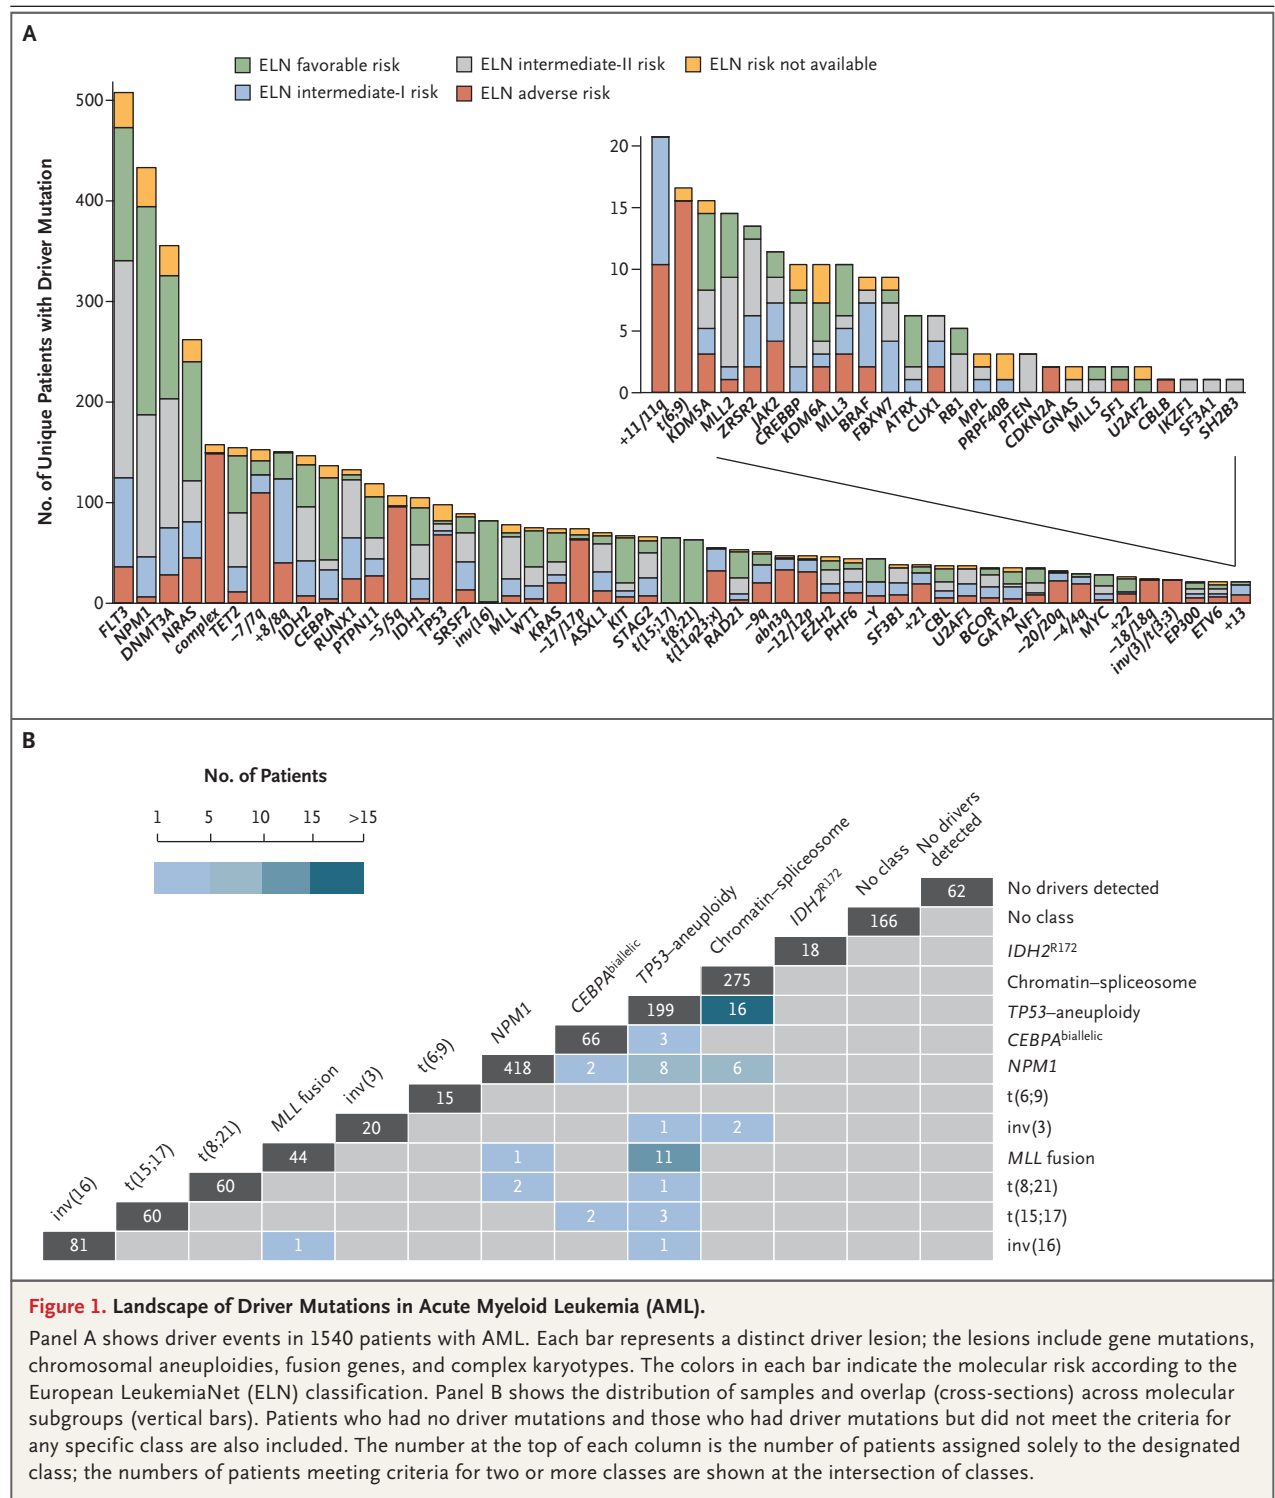 A
ELN favorable risk
ELN intermediate-II risk
ELN risk not available
ELN intermediate-I risk
ELN adverse risk
No. of Unique Patients with Driver Mutation
500
400
300
200
100
0
20
15
10
5
0
+11/11q
t(6;9)
KDM5A
MLL2
ZRSR2
JAK2
CREBBP
KDM6A
MLL3
BRAF
FBXW7
ATRX
CUX1
RB1
MPL
PRPF40B
PTEN
CDKN2A
GNAS
MLL5
SF1
U2AF2
CBLB
IKZF1
SF3A1
SH2B3
FLT3
NPM1
DNMT3A
NRAS
complex
TET2
−7/7q
+8/8q
IDH2
CEBPA
RUNX1
PTPN11
−5/5q
IDH1
TP53
SRSF2
inv(16)
MLL
WT1
KRAS
−17/17p
ASXL1
KIT
STAG2
t(15;17)
t(8;21)
t(11q23;x)
RAD21
−9q
abn3q
−12/12p
EZH2
PHF6
−Y
SF3B1
+21
CBL
U2AF1
BCOR
GATA2
NF1
−20/20q
−4/4q
MYC
+22
−18/18q
inv(3)/t(3;3)
EP300
ETV6
+13
B
No. of Patients
1 5 10 15 >15
inv(16)
t(15;17)
t(8;21)
MLL fusion
inv(3)
t(6;9)
NPM1
CEBPAbiallelic
TP53–aneuploidy
Chromatin–spliceosome
IDH2R172
No class
No drivers
detected
62 No drivers detected
166 No class
18 IDH2R172
275 Chromatin–spliceosome
199 16 TP53–aneuploidy
66 3 CEBPAbiallelic
418 2 8 6 NPM1
15 t(6;9)
20 1 2 inv(3)
44 1 11 MLL fusion
60 2 1 t(8;21)
60 2 3 t(15;17)
81 1 1 inv(16)
Figure 1. Landscape of Driver Mutations in Acute Myeloid Leukemia (AML).
Panel A shows driver events in 1540 patients with AML. Each bar represents a distinct driver lesion; the lesions include gene mutations,
chromosomal aneuploidies, fusion genes, and complex karyotypes. The colors in each bar indicate the molecular risk according to the
European LeukemiaNet (ELN) classification. Panel B shows the distribution of samples and overlap (cross-sections) across molecular
subgroups (vertical bars). Patients who had no driver mutations and those who had driver mutations but did not meet the criteria for
any specific class are also included. The number at the top of each column is the number of patients assigned solely to the designated
class; the numbers of patients meeting criteria for two or more classes are shown at the intersection of classes.